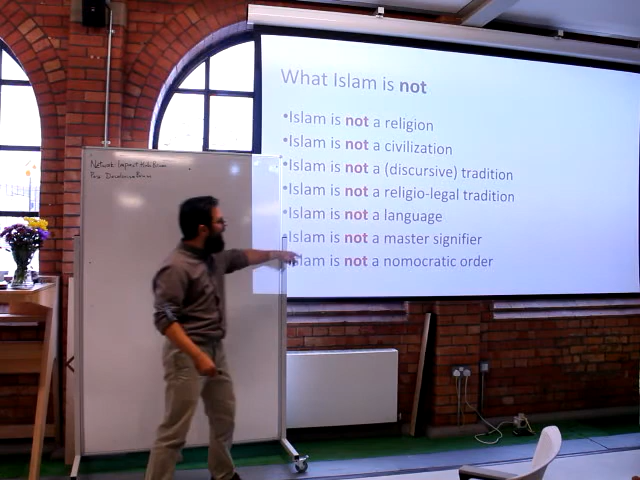 What Islam is not
•Islam is not a religion
•Islam is not a civilization
•Islam is not a (discursive) tradition
•Islam is not a religio-legal tradition
•Islam is not a language
•Islam is not a master signifier
•Islam is not a nomocratic order